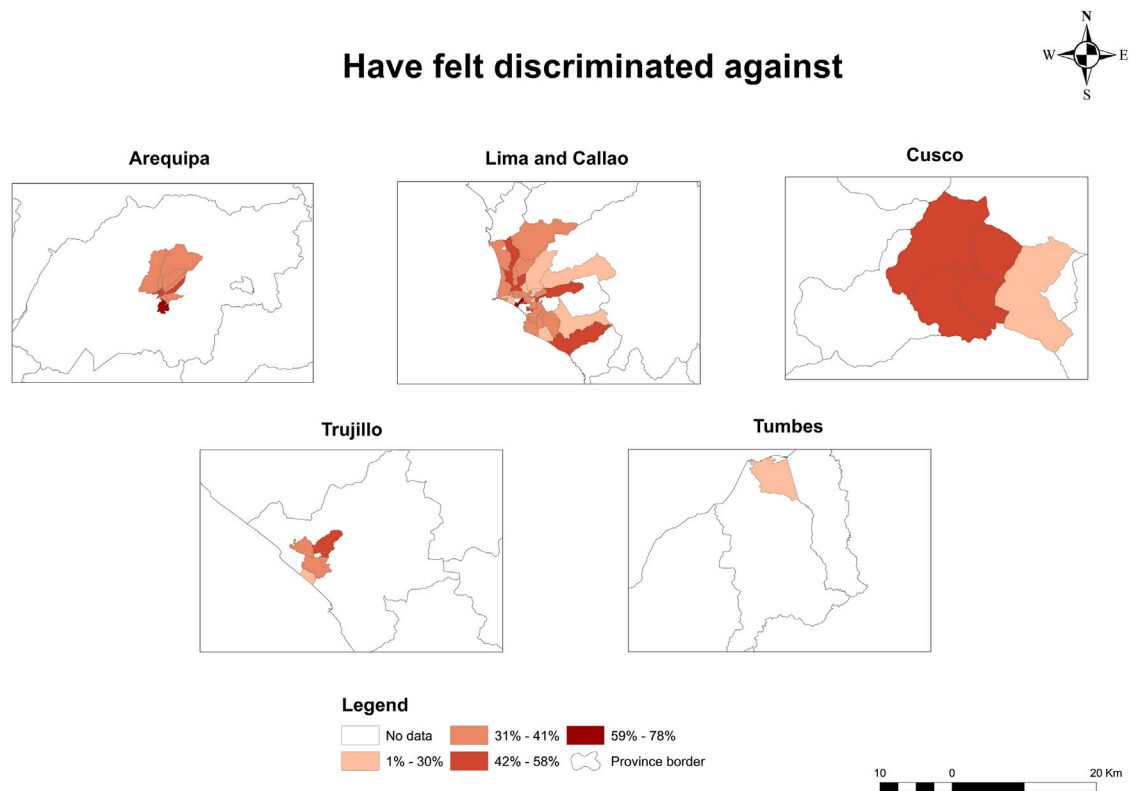 Have felt discriminated against
N
W E
S
Arequipa
Lima and Callao
Cusco
Trujillo
Tumbes
Legend
No data
31% - 41%
59% - 78%
1% - 30%
42% - 58%
Province border
10 0 20 Km